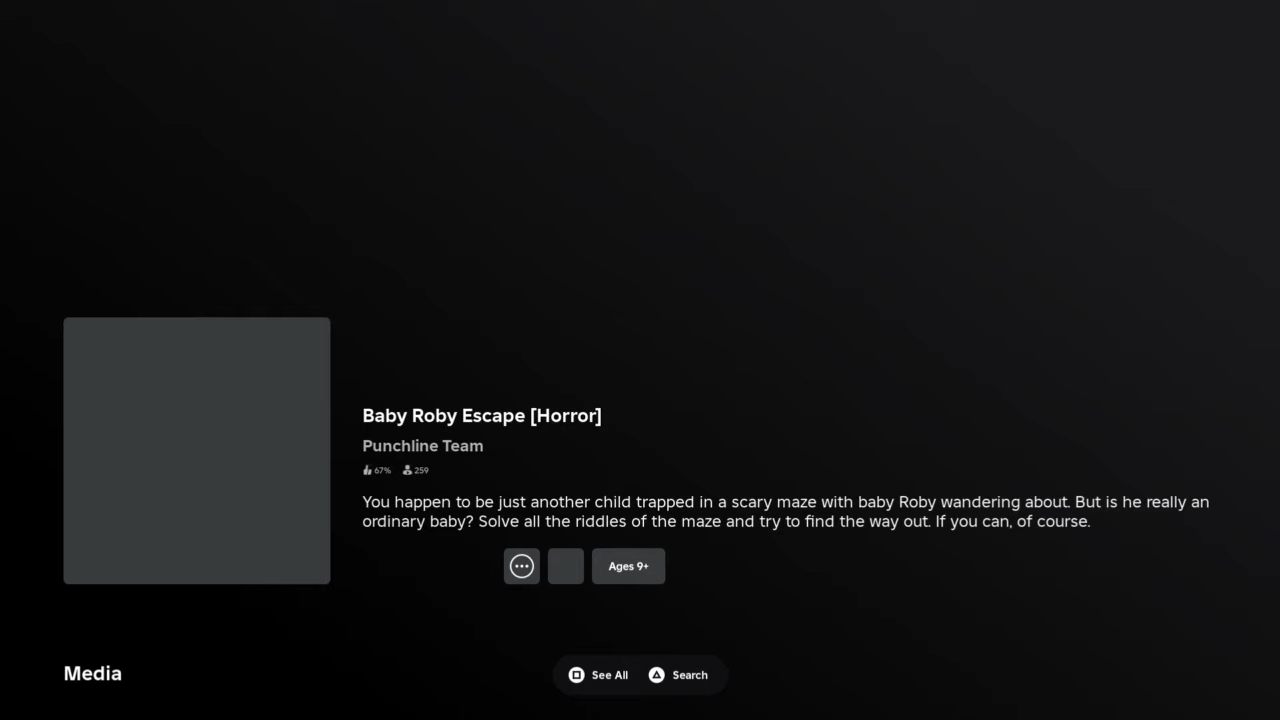 Baby Roby Escape [Horror]
Punchline Team
67% 259
You happen to be just another child trapped in a scary maze with baby Roby wandering about. But is he really an
ordinary baby? Solve all the riddles of the maze and try to find the way out. If you can, of course.
Ages 9+
Media
See All Search